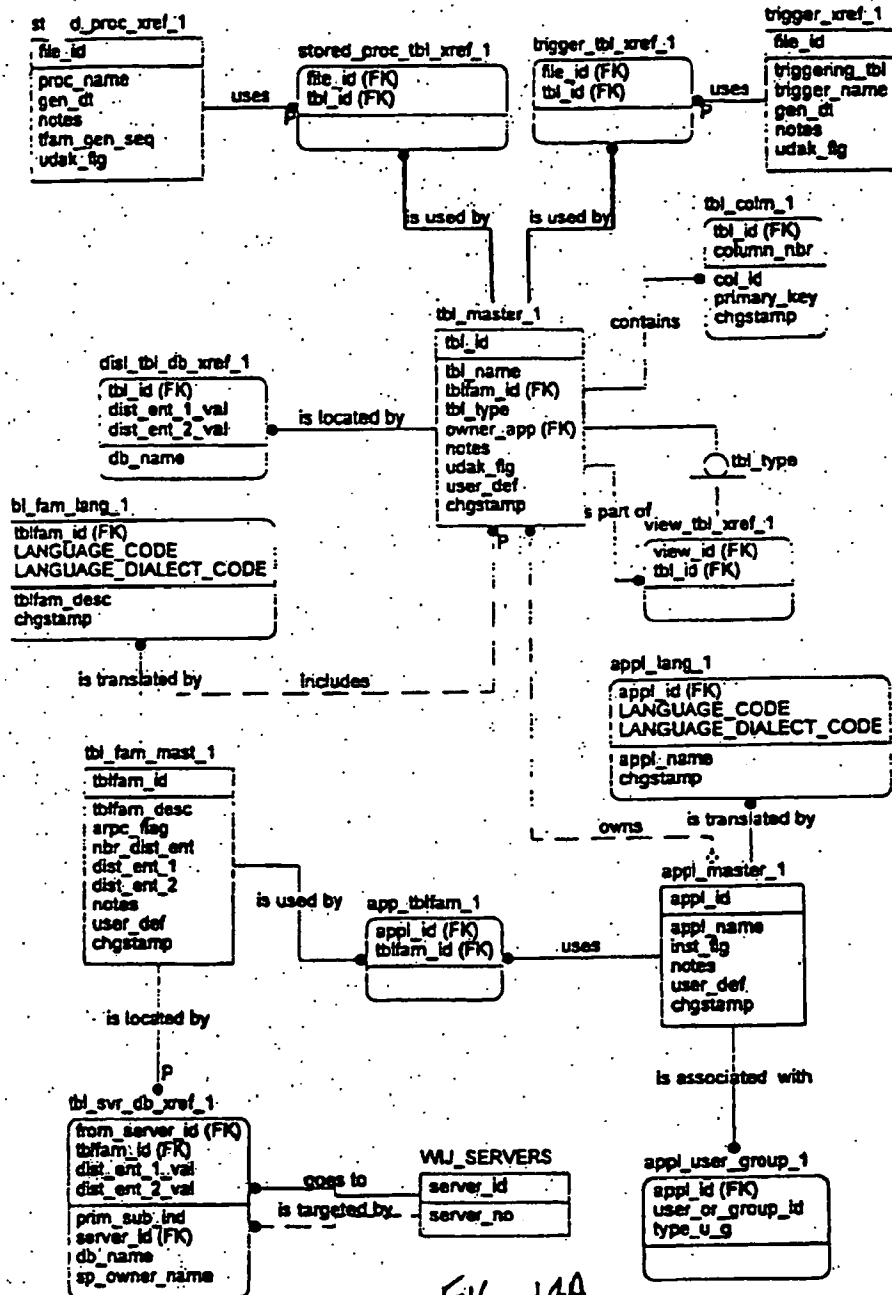 st d_proc_xref_1
file_id
proc_name
gen_dt
notes
tfam_gen_seq
udak_flg
uses
P
stored_proc_tbl_xref_1
file_id (FK)
tbl_id (FK)
trigger_tbl_xref_1
file_id (FK)
tbl_id (FK)
uses
P
trigger_xref_1
file_id
triggering_tbl
trigger_name
gen_dt
notes
udak_flg
is used by
is used by
tbl_colm_1
tbl_id (FK)
column_nbr
col_id
primary_key
chgstamp
contains
tbl_master_1
tbl_id
tbl_name
tblfam_id (FK)
tbl_type
owner_app (FK)
notes
udak_flg
user_def
chgstamp
P
dist_tbl_db_xref_1
tbl_id (FK)
dist_ent_1_val
dist_ent_2_val
db_name
is located by
tbl_type
s part of
view_tbl_xref_1
view_id (FK)
tbl_id (FK)
bl_fam_lang_1
tblfam_id (FK)
LANGUAGE_CODE
LANGUAGE_DIALECT_CODE
tblfam_desc
chgstamp
is translated by
includes
appl_lang_1
appl_id (FK)
LANGUAGE_CODE
LANGUAGE_DIALECT_CODE
appl_name
chgstamp
is translated by
owns
tbl_fam_mast_1
tblfam_id
tblfam_desc
arpc_flag
nbr_dist_ent
dist_ent_1
dist_ent_2
notes
user_def
chgstamp
is used by
app_tblfam_1
appl_id (FK)
tblfam_id (FK)
uses
appl_master_1
appl_id
appl_name
inst_flg
notes
user_def
chgstamp
is located by
P
is associated with
tbl_svr_db_xref_1
from_server_id (FK)
tblfam_id (FK)
dist_ent_1_val
dist_ent_2_val
prim_sub_ind
server_id (FK)
db_name
sp_owner_name
goes to
is targeted by
WIJ_SERVERS
server_id
server_no
appl_user_group_1
appl_id (FK)
user_or_group_id
type_u_g
14A